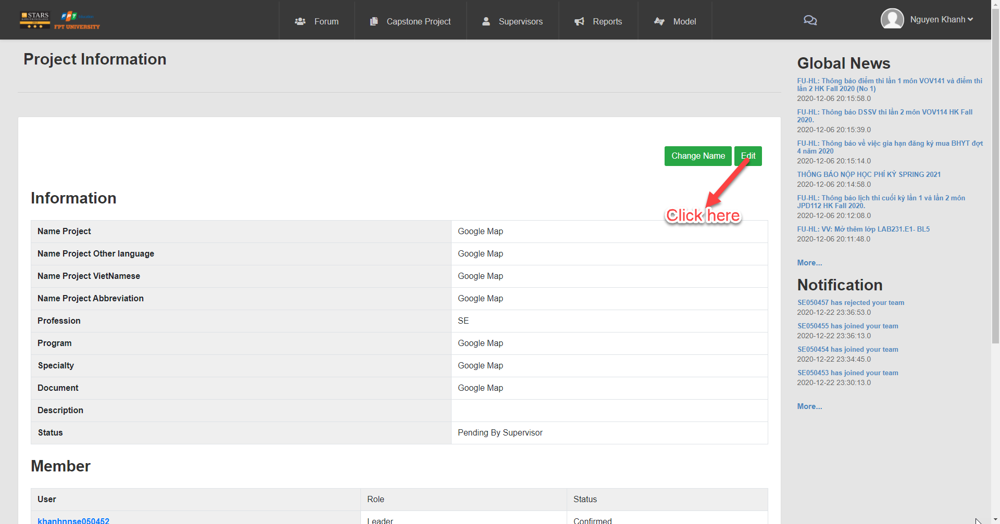 STARS
FPT Education
FPT UNIVERSITY
Forum
Capstone Project
Supervisors
Reports
Model
Nguyen Khanh
Project Information
Change Name
Edit
Click here
Information
Name Project Google Map
Name Project Other language Google Map
Name Project VietNamese Google Map
Name Project Abbreviation Google Map
Profession SE
Program Google Map
Specialty Google Map
Document Google Map
Description
Status Pending By Supervisor
Member
User Role Status
khanhnnse050452 Leader Confirmed
Global News
FU-HL: Thông báo điểm thi lần 1 môn VOV141 và điểm thi
lần 2 HK Fall 2020 (No 1)
2020-12-06 20:15:58.0
FU-HL: Thông báo DSSV thi lần 2 môn VOV114 HK Fall
2020.
2020-12-06 20:15:39.0
FU-HL: Thông báo về việc gia hạn đăng ký mua BHYT đợt
4 năm 2020
2020-12-06 20:15:14.0
THÔNG BÁO NỘP HỌC PHÍ KỲ SPRING 2021
2020-12-06 20:14:58.0
FU-HL: Thông báo lịch thi cuối kỳ lần 1 và lần 2 môn
JPD112 HK Fall 2020.
2020-12-06 20:12:08.0
FU-HL: VV: Mở thêm lớp LAB231.E1- BL5
2020-12-06 20:11:48.0
More...
Notification
SE050457 has rejected your team
2020-12-22 23:36:53.0
SE050455 has joined your team
2020-12-22 23:36:13.0
SE050454 has joined your team
2020-12-22 23:34:45.0
SE050453 has joined your team
2020-12-22 23:30:13.0
More...